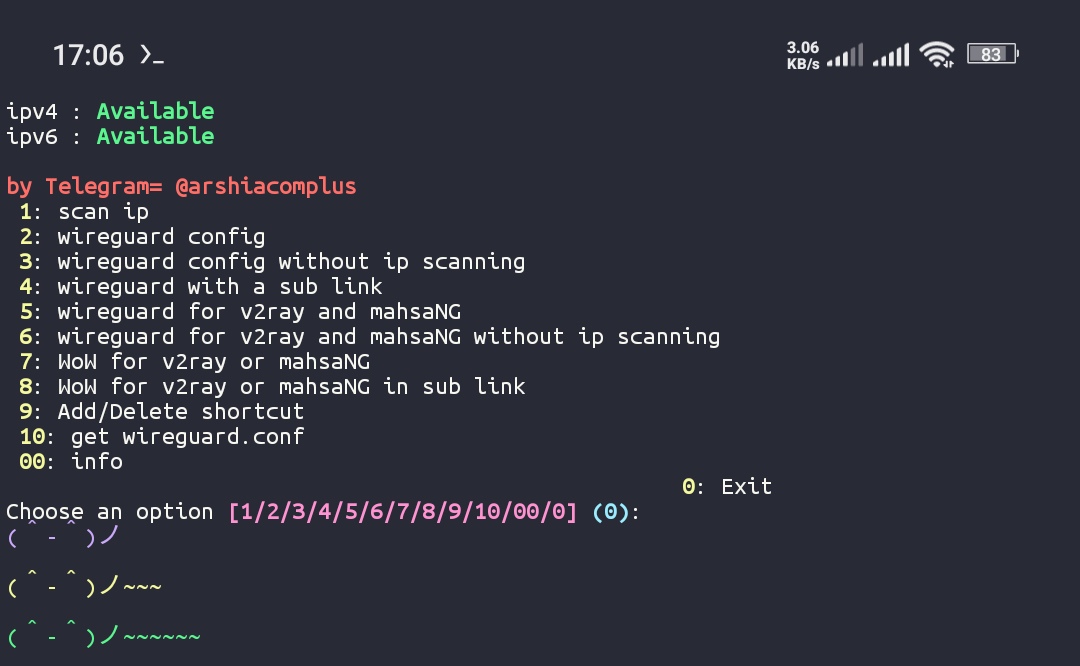 17:06 ❯_ 3.06 KB/s 83
ipv4 : Available
ipv6 : Available
by Telegram= @arshiacomplus
1: scan ip
2: wireguard config
3: wireguard config without ip scanning
4: wireguard with a sub link
5: wireguard for v2ray and mahsaNG
6: wireguard for v2ray and mahsaNG without ip scanning
7: WoW for v2ray or mahsaNG
8: WoW for v2ray or mahsaNG in sub link
9: Add/Delete shortcut
10: get wireguard.conf
00: info
0: Exit
Choose an option [1/2/3/4/5/6/7/8/9/10/00/0] (0):
( ＾-＾)ノ
( ＾-＾)ノ~~~
( ＾-＾)ノ~~~~~~